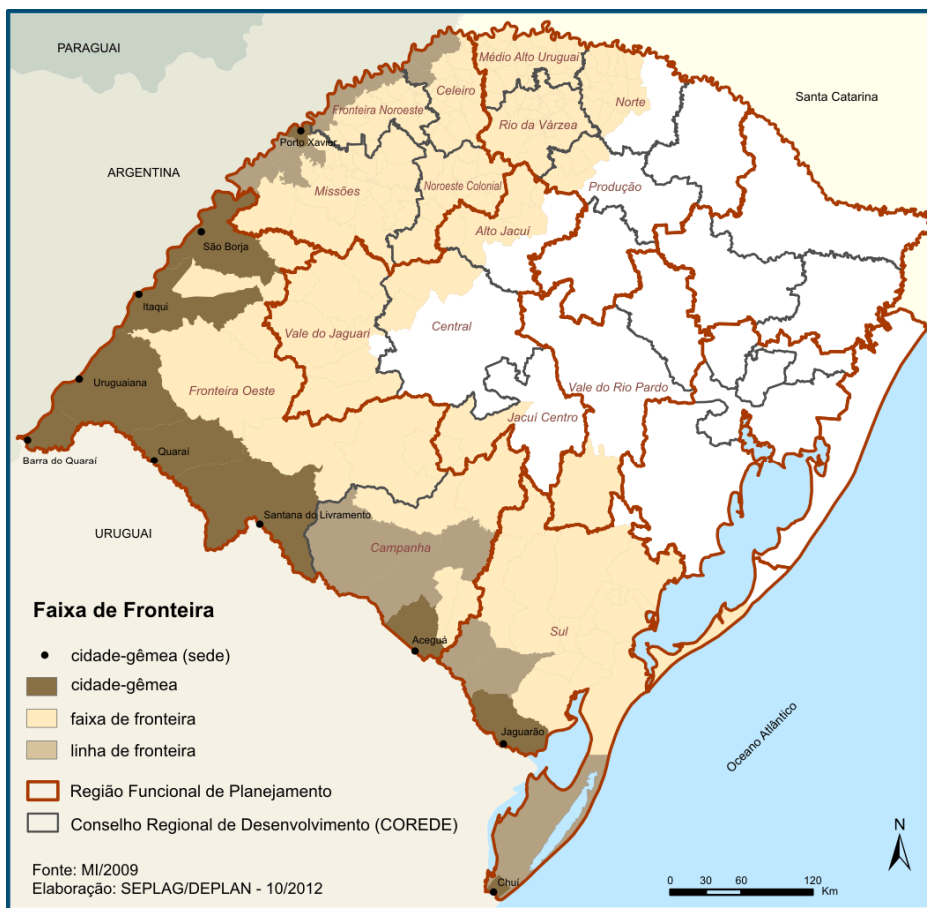 PARAGUAI
Médio Alto Uruguai
Celeiro
Santa Catarina
Fronteira Noroeste
Norte
Rio da Várzea
Porto Xavier
ARGENTINA
Missões
Noroeste Colonial
Produção
Alto Jacuí
São Borja
Itaqui
Central
Vale do Jaguari
Uruguaiana
Fronteira Oeste
Vale do Rio Pardo
Jacuí Centro
Barra do Quaraí
Quaraí
Santana do Livramento
URUGUAI
Campanha
Faixa de Fronteira
Sul
Aceguá
cidade-gêmea (sede)
cidade-gêmea
faixa de fronteira
linha de fronteira
Jaguarão
Oceano Atlântico
Região Funcional de Planejamento
Conselho Regional de Desenvolvimento (COREDE)
N
Fonte: MI/2009
Elaboração: SEPLAG/DEPLAN - 10/2012
Chuí
0 30 60 120
Km